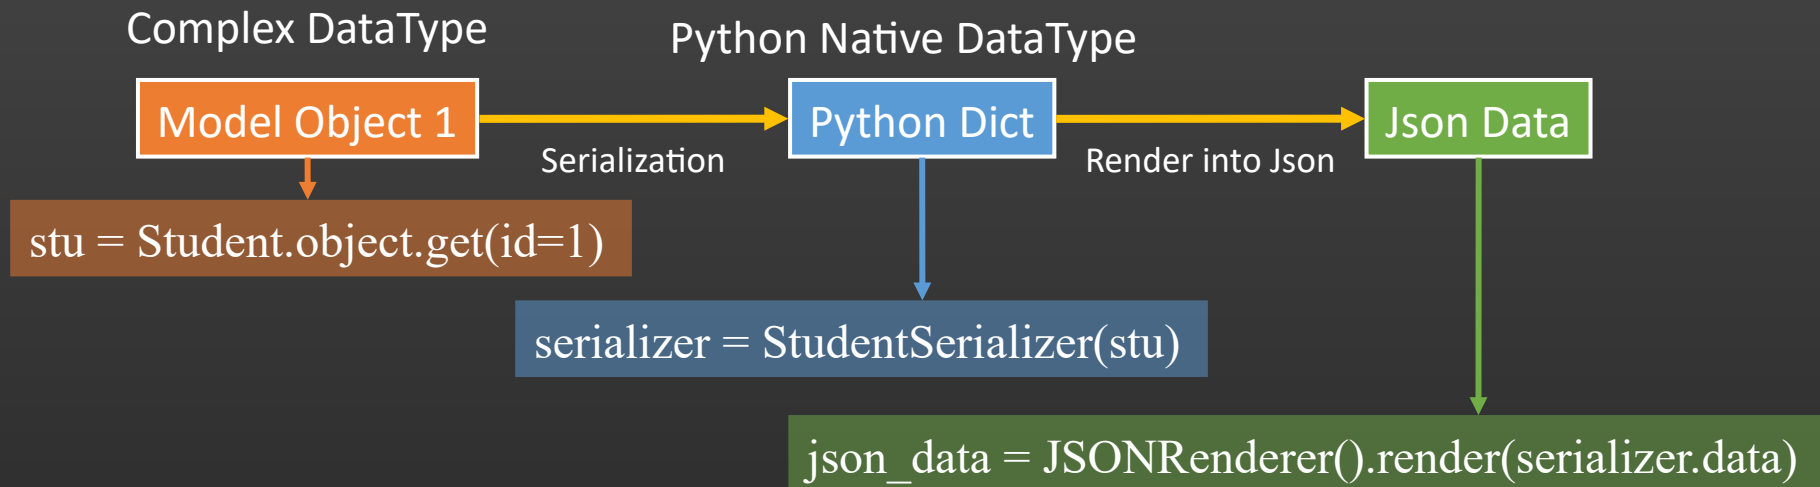 Complex DataType
Python Native DataType
Model Object 1
Python Dict
Json Data
Serialization
Render into Json
stu = Student.object.get(id=1)
serializer = StudentSerializer(stu)
json_data = JSONRenderer().render(serializer.data)